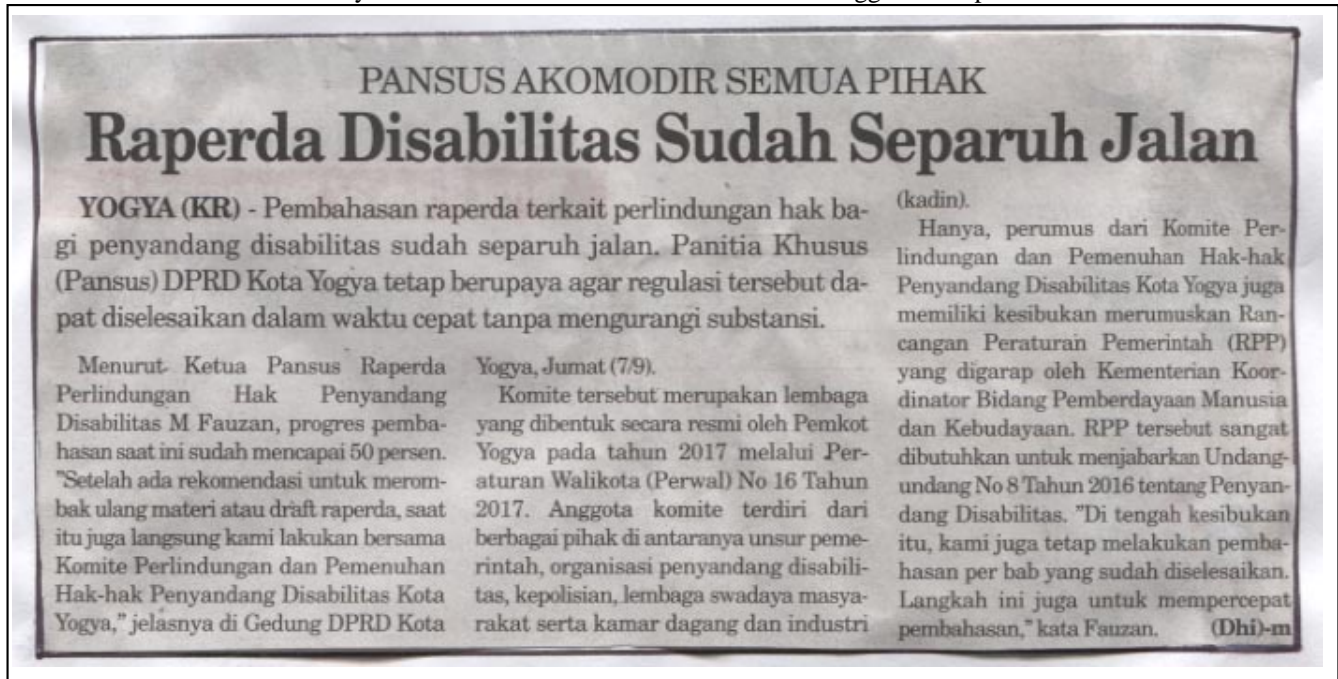 PANSUS AKOMODIR SEMUA PIHAK
Raperda Disabilitas Sudah Separuh Jalan
YOGYA (KR) - Pembahasan raperda terkait perlindungan hak ba-
gi penyandang disabilitas sudah separuh jalan. Panitia Khusus
(Pansus) DPRD Kota Yogya tetap berupaya agar regulasi tersebut da-
pat diselesaikan dalam waktu cepat tanpa mengurangi substansi.
Menurut Ketua Pansus Raperda
Perlindungan Hak Penyandang
Disabilitas M Fauzan, progres pemba-
hasan saat ini sudah mencapai 50 persen.
"Setelah ada rekomendasi untuk merom-
bak ulang materi atau draft raperda, saat
itu juga langsung kami lakukan bersama
Komite Perlindungan dan Pemenuhan
Hak-hak Penyandang Disabilitas Kota
Yogya," jelasnya di Gedung DPRD Kota
Yogya, Jumat (7/9).
Komite tersebut merupakan lembaga
yang dibentuk secara resmi oleh Pemkot
Yogya pada tahun 2017 melalui Per-
aturan Walikota (Perwal) No 16 Tahun
2017. Anggota komite terdiri dari
berbagai pihak di antaranya unsur peme-
rintah, organisasi penyandang disabili-
tas, kepolisian, lembaga swadaya masya-
rakat serta kamar dagang dan industri
(kadin).
Hanya, perumus dari Komite Per-
lindungan dan Pemenuhan Hak-hak
Penyandang Disabilitas Kota Yogya juga
memiliki kesibukan merumuskan Ran-
cangan Peraturan Pemerintah (RPP)
yang digarap oleh Kementerian Koor-
dinator Bidang Pemberdayaan Manusia
dan Kebudayaan. RPP tersebut sangat
dibutuhkan untuk menjabarkan Undang-
undang No 8 Tahun 2016 tentang Penyan-
dang Disabilitas. "Di tengah kesibukan
itu, kami juga tetap melakukan pemba-
hasan per bab yang sudah diselesaikan.
Langkah ini juga untuk mempercepat
pembahasan," kata Fauzan. (Dhi)-m